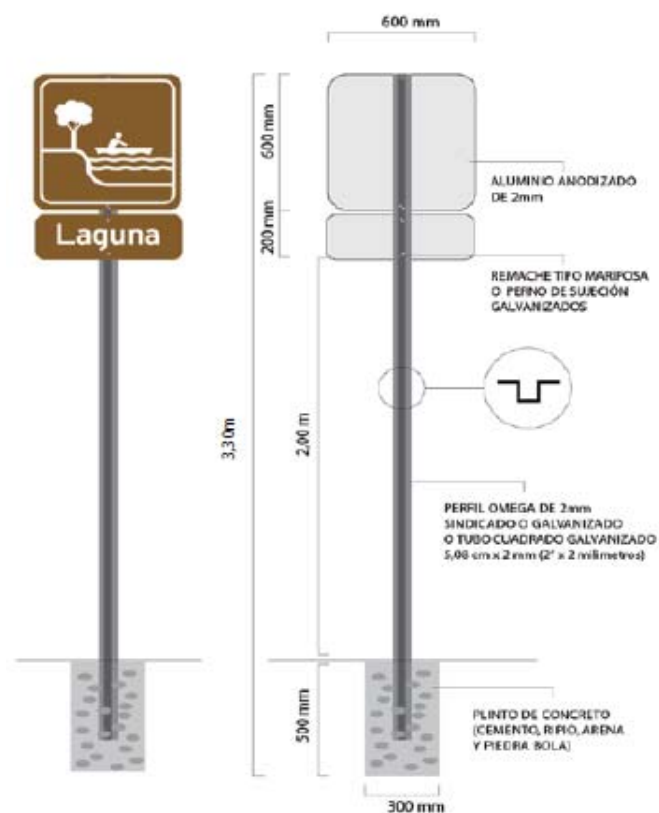 600 mm
600 mm
200 mm
Laguna
ALUMINIO ANODIZADO
DE 2mm
REMACHE TIPO MARIPOSA
O PERNO DE SUJECIÓN
GALVANIZADOS
3,30m
2,00 m
PERFIL OMEGA DE 2mm
SINDICADO O GALVANIZADO
O TUBO CUADRADO GALVANIZADO
5,08 cm x 2 mm (2" x 2 milimetros)
500 mm
PLINTO DE CONCRETO
(CEMENTO, RIPIO, ARENA
Y PIEDRA BOLA)
300 mm